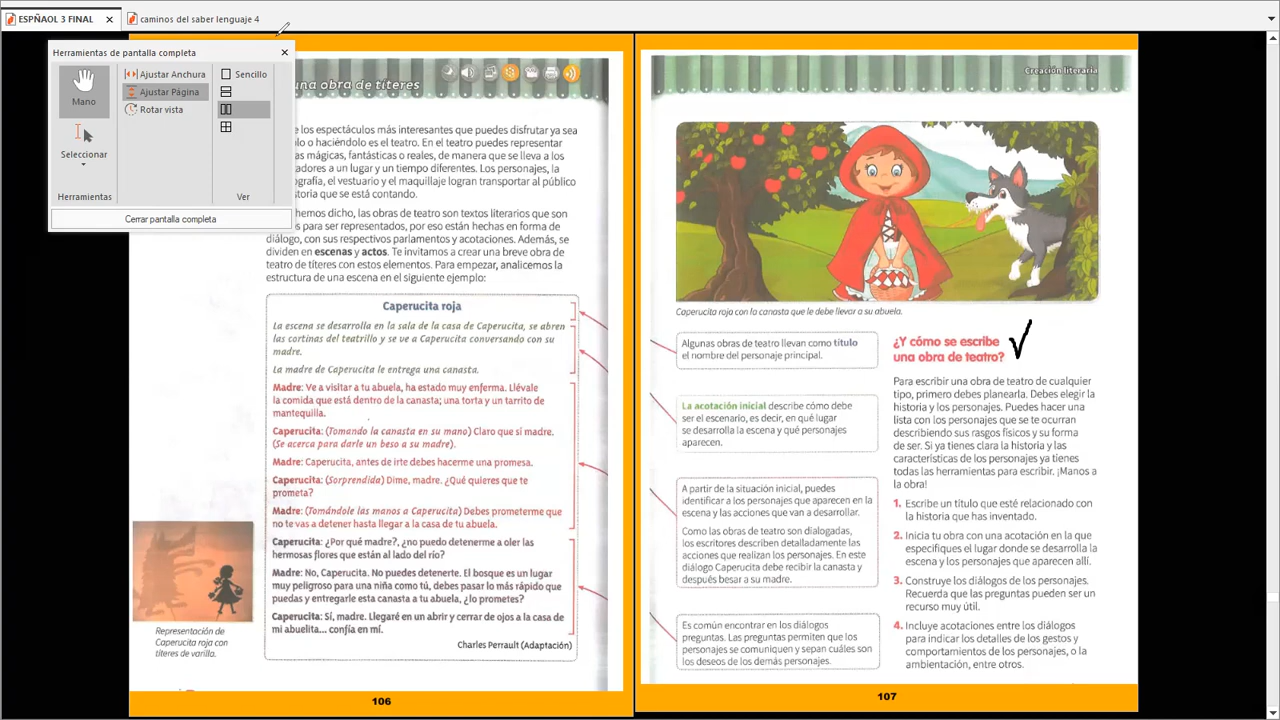 ESPÑAOL 3 FINAL
caminos del saber lenguaje 4
Herramientas de pantalla completa
Mano
Seleccionar
Herramientas
Ajustar Anchura
Ajustar Página
Rotar vista
Sencillo
Ver
Cerrar pantalla completa
una obra de títeres
los espectáculos más interesantes que puedes disfrutar ya sea
o haciéndolo es el teatro. En el teatro puedes representar
mágicas, fantásticas o reales, de manera que se lleva a los
a un lugar y un tiempo diferentes. Los personajes, la
el vestuario y el maquillaje logran transportar al público
que se está contando.
hemos dicho, las obras de teatro son textos literarios que son
para ser representados, por eso están hechas en forma de
diálogo, con sus respectivos parlamentos y acotaciones. Además, se
dividen en escenas y actos. Te invitamos a crear una breve obra de
teatro de títeres con estos elementos. Para empezar, analicemos la
estructura de una escena en el siguiente ejemplo:
Caperucita roja
La escena se desarrolla en la sala de la casa de Caperucita, se abren
las cortinas del teatrillo y se ve a Caperucita conversando con su
madre.
La madre de Caperucita le entrega una canasta.
Madre: Ve a visitar a tu abuela, ha estado muy enferma. Llévale
la comida que está dentro de la canasta; una torta y un tarrito de
mantequilla.
Caperucita: (Tomando la canasta en su mano) Claro que sí madre.
(Se acerca para darle un beso a su madre).
Madre: Caperucita, antes de irte debes hacerme una promesa.
Caperucita: (Sorprendida) Dime, madre. ¿Qué quieres que te
prometa?
Madre: (Tomándole las manos a Caperucita) Debes prometerme que
no te vas a detener hasta llegar a la casa de tu abuela.
Caperucita: ¿Por qué madre?, ¿no puedo detenerme a oler las
hermosas flores que están al lado del río?
Madre: No, Caperucita. No puedes detenerte. El bosque es un lugar
muy peligroso para una niña como tú, debes pasar lo más rápido que
puedas y entregarle esta canasta a tu abuela, ¿lo prometes?
Caperucita: Sí, madre. Llegaré en un abrir y cerrar de ojos a la casa de
mi abuelita... confía en mí.
Charles Perrault (Adaptación)
Representación de
Caperucita roja con
títeres de varilla.
106
Creación literaria
Caperucita roja con la canasta que le debe llevar a su abuela.
Algunas obras de teatro llevan como título
el nombre del personaje principal.
La acotación inicial describe cómo debe
ser el escenario, es decir, en qué lugar
se desarrolla la escena y qué personajes
aparecen.
A partir de la situación inicial, puedes
identificar a los personajes que aparecen en la
escena y las acciones que van a desarrollar.
Como las obras de teatro son dialogadas,
los escritores describen detalladamente las
acciones que realizan los personajes. En este
diálogo Caperucita debe recibir la canasta y
después besar a su madre.
Es común encontrar en los diálogos
preguntas. Las preguntas permiten que los
personajes se comuniquen y sepan cuáles son
los deseos de los demás personajes.
¿Y cómo se escribe
una obra de teatro?
Para escribir una obra de teatro de cualquier
tipo, primero debes planearla. Debes elegir la
historia y los personajes. Puedes hacer una
lista con los personajes que se te ocurran
describiendo sus rasgos físicos y su forma
de ser. Si ya tienes clara la historia y las
características de los personajes ya tienes
todas las herramientas para escribir. ¡Manos a
la obra!
1. Escribe un título que esté relacionado con
la historia que has inventado.
2. Inicia tu obra con una acotación en la que
especifiques el lugar donde se desarrolla la
escena y los personajes que aparecen allí.
3. Construye los diálogos de los personajes.
Recuerda que las preguntas pueden ser un
recurso muy útil.
4. Incluye acotaciones entre los diálogos
para indicar los detalles de los gestos y
comportamientos de los personajes, o la
ambientación, entre otros.
107